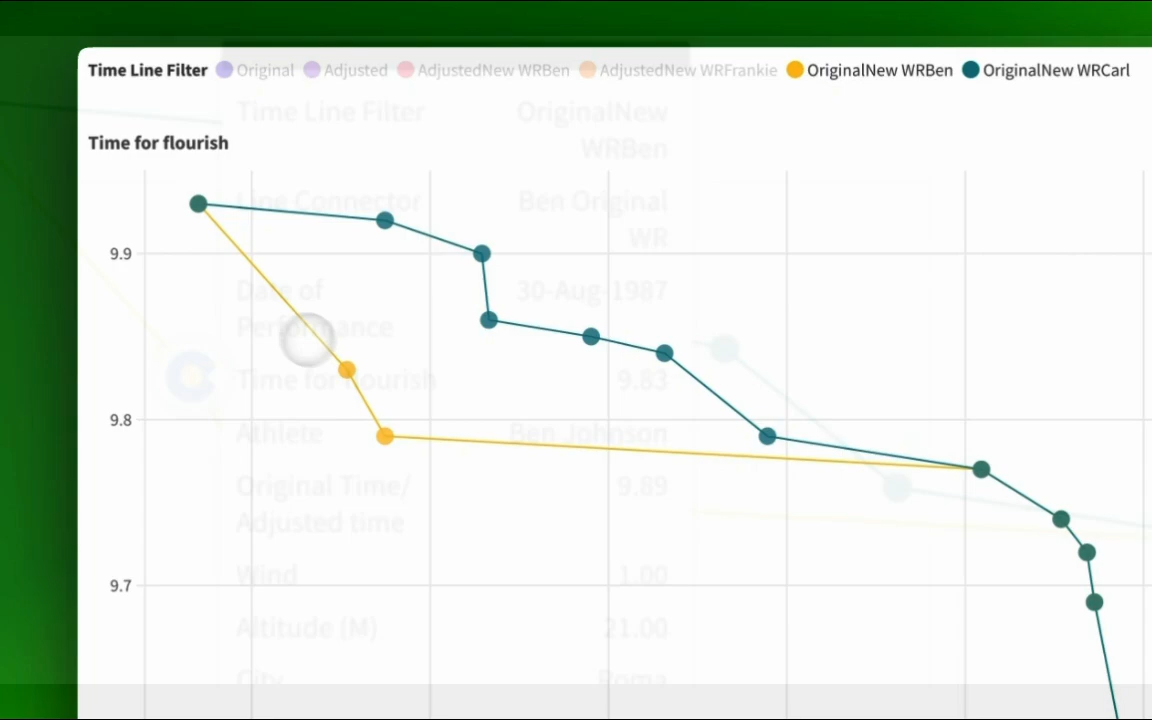 Time Line Filter Original Adjusted AdjustedNew WRBen AdjustedNew WRFrankie OriginalNew WRBen OriginalNew WRCarl
Time Line Filter OriginalNew
WRBen
Time for flourish
Line Connector Ben Original
WR
9.9
Date of 30-Aug-1987
Performance
Time for flourish 9.83
9.8
Athlete Ben Johnson
Original Time/ 9.89
Adjusted time
Wind 1.00
9.7
Altitude (M) 21.00
City Roma